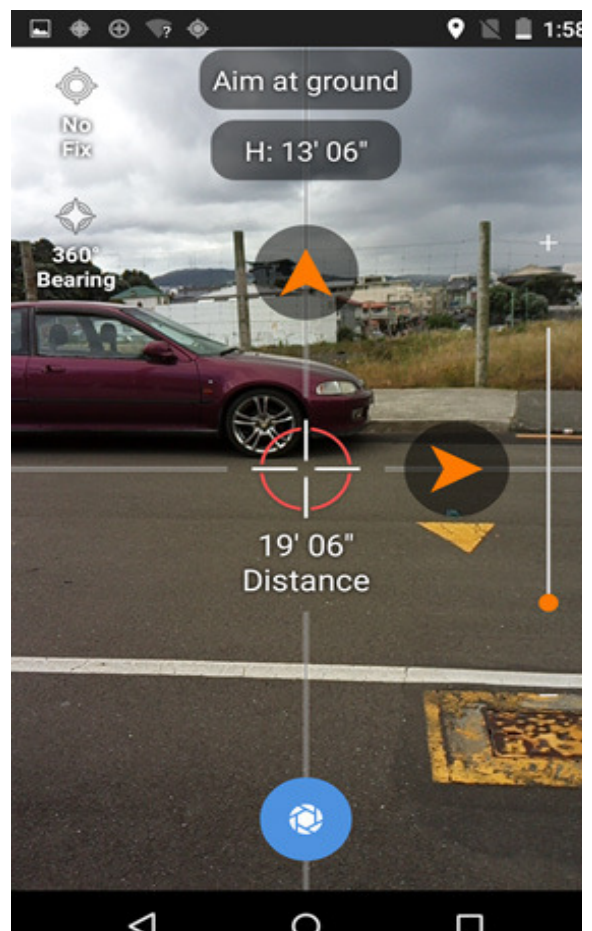 ?
1:58
Aim at ground
No
Fix
H: 13' 06"
360°
Bearing
+
19' 06"
Distance